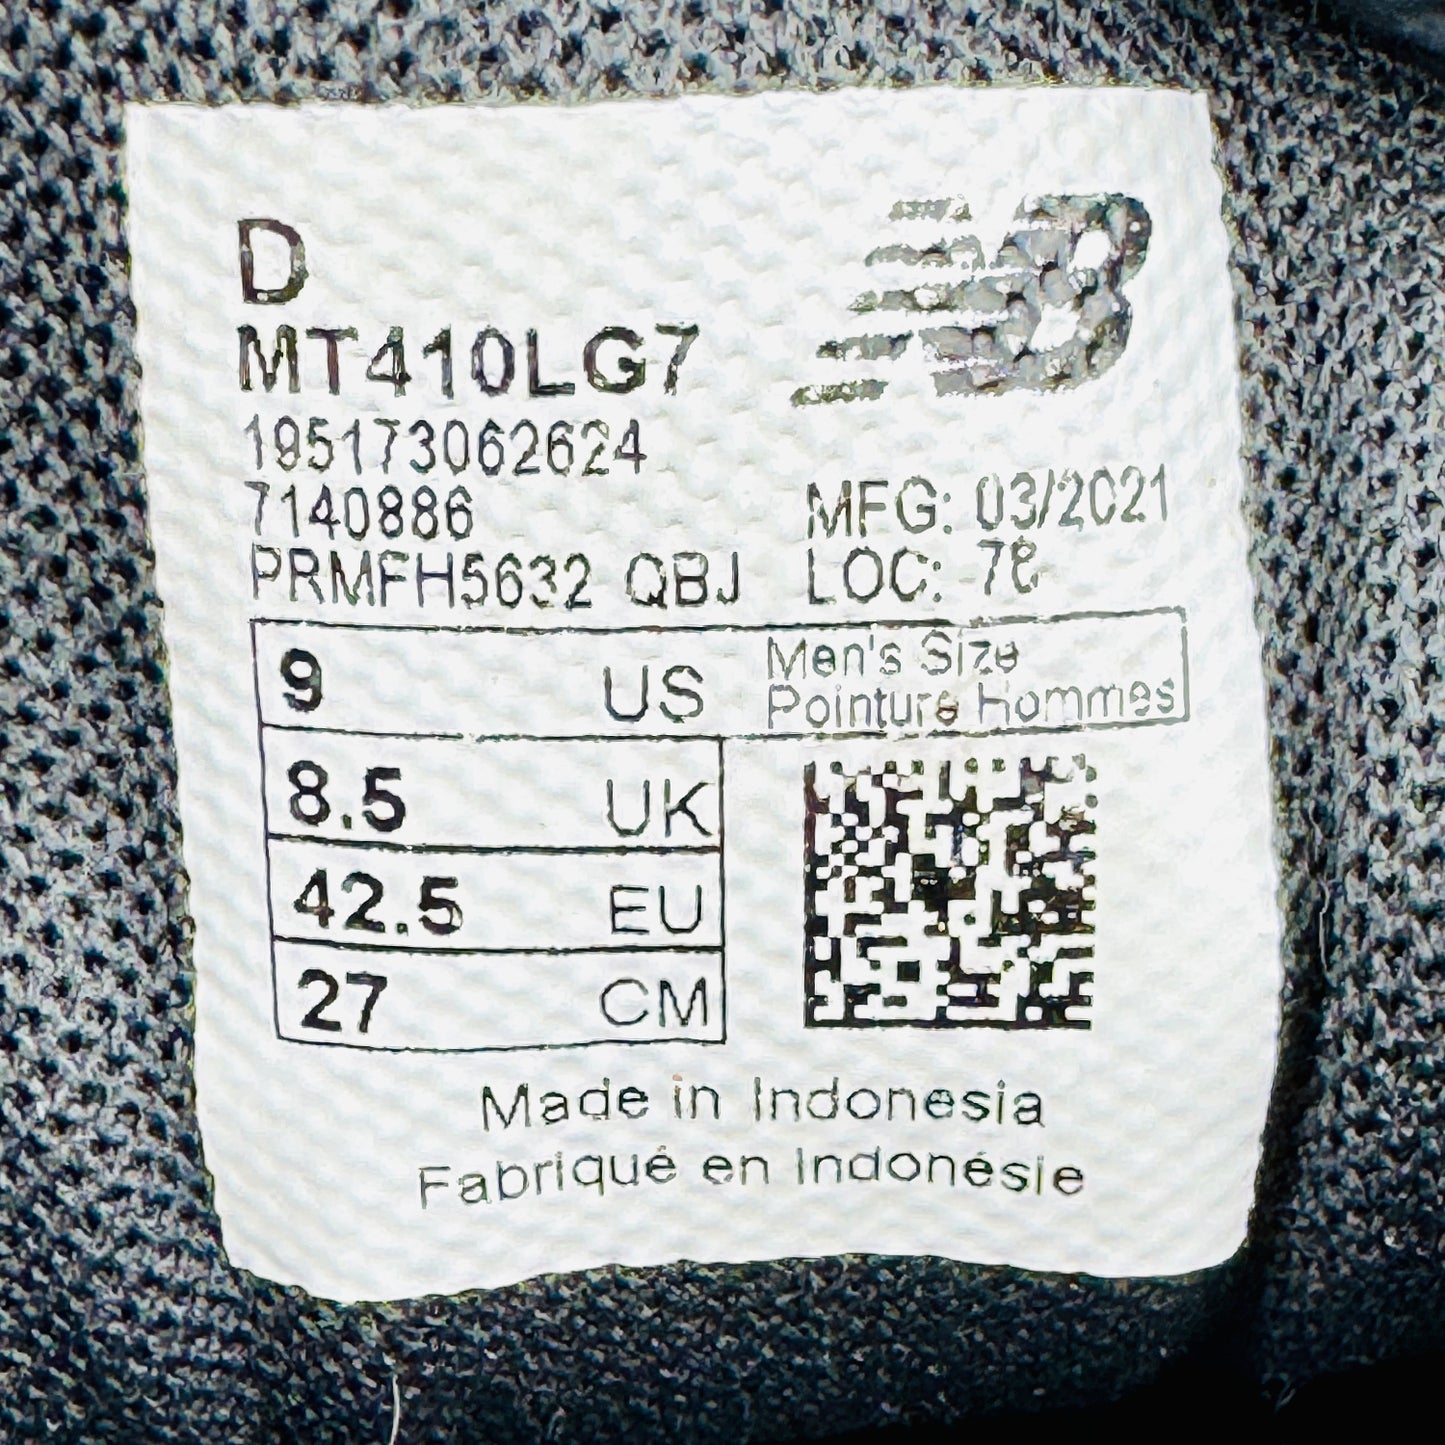 D
MT410LG7
195173062624
7140886
MFG: 03/2021
PRMFH5632 QBJ
LOC: 78
9 US
Men's Size
Pointure Hommes
8.5 UK
42.5 EU
27 CM
Made in Indonesia
Fabriqué en Indonésie